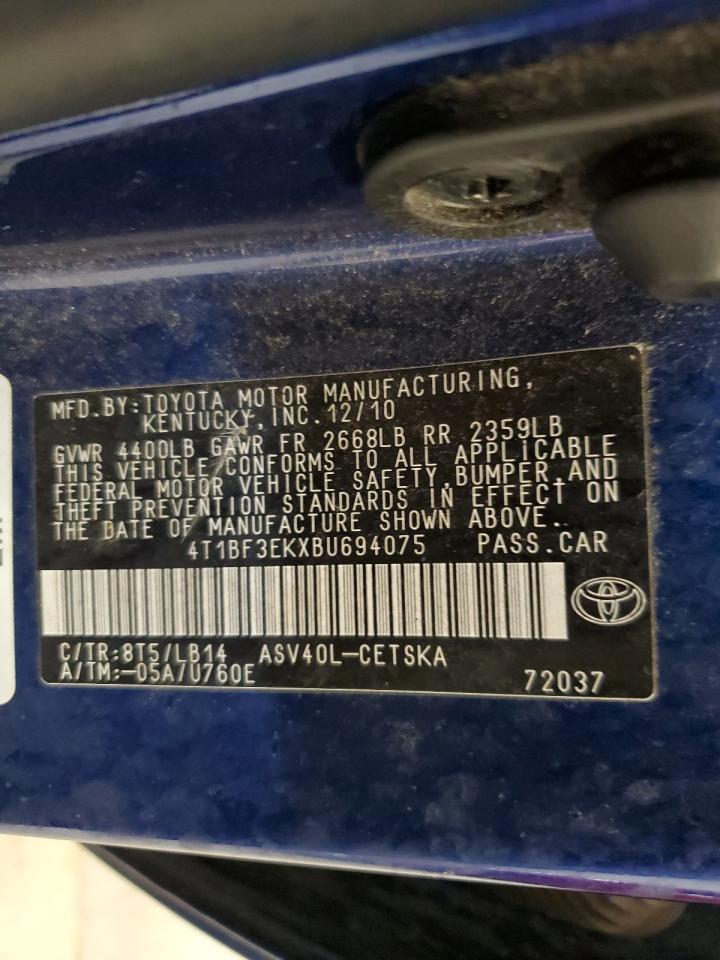 MFD.BY:TOYOTA MOTOR MANUFACTURING,
KENTUCKY,INC.12/10
GVWR 4400LB GAWR FR 2668LB RR 2359LB
THIS VEHICLE CONFORMS TO ALL APPLICABLE
FEDERAL MOTOR VEHICLE SAFETY,BUMPER,AND
THEFT PREVENTION STANDARDS IN EFFECT ON
THE DATE OF MANUFACTURE SHOWN ABOVE.
4T1BF3EKXBU694075 PASS.CAR
C/TR:8T5/LB14 ASV40L-CETSKA
A/TM:-05A/U760E
72037